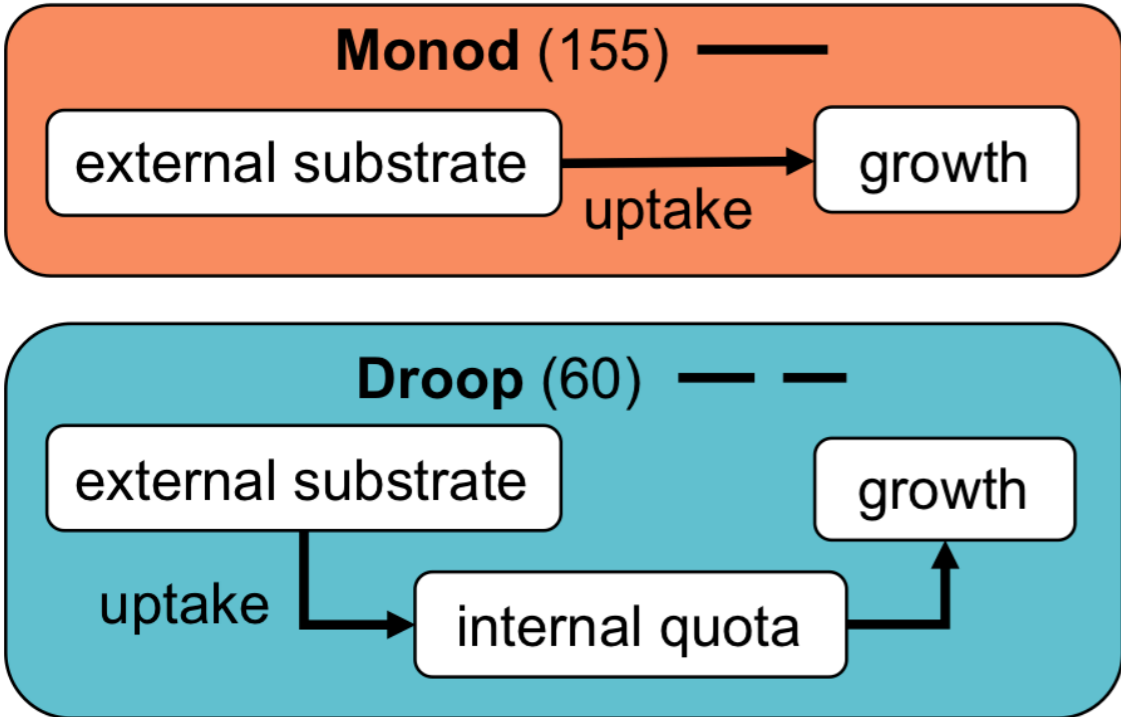 Monod (155)
external substrate
growth
uptake
Droop (60)
external substrate
growth
uptake
internal quota